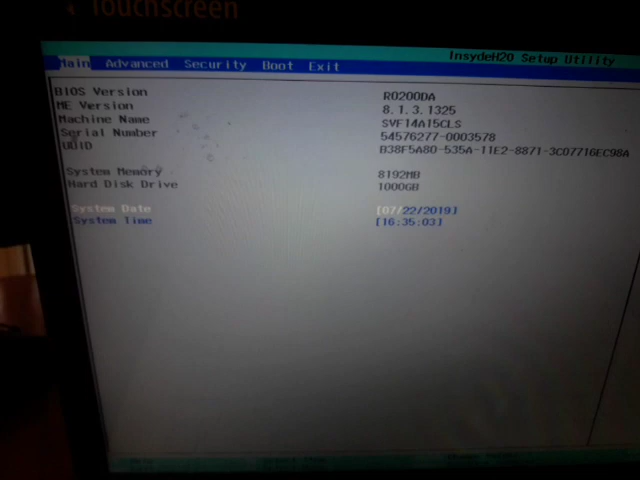 Touchscreen
InsydeH20 Setup Utility
Main Advanced Security Boot Exit
BIOS Version R0200DA
ME Version 8.1.3.1325
Machine Name SVF14A15CLS
Serial Number 54576277-0003578
UUID B38F5A80-535A-11E2-8871-3C07716EC98A
System Memory 8192MB
Hard Disk Drive 1000GB
System Date [07/22/2019]
System Time [16:35:03]